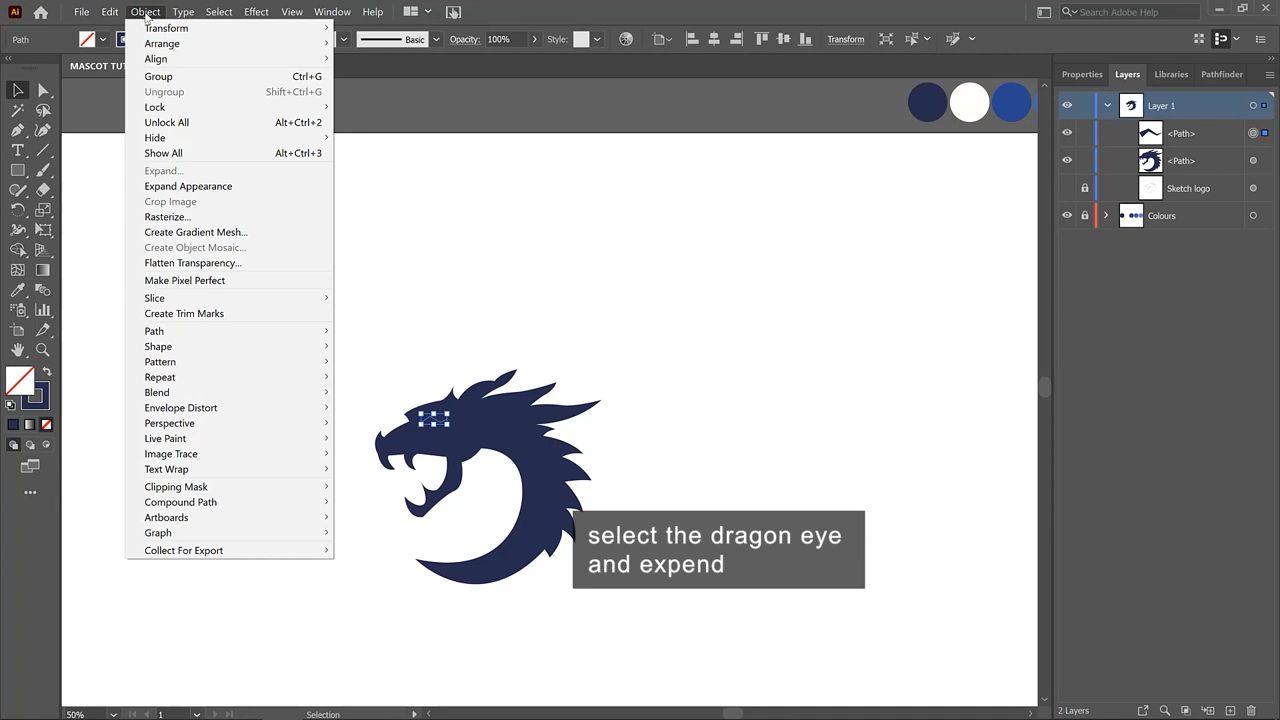 Ai File Edit Object Type Select Effect View Window Help Search Adobe Help
Path Basic Opacity: 100% Style: Transform
MASCOT TUT
Transform
Arrange
Align
Group Ctrl+G
Ungroup Shift+Ctrl+G
Lock
Unlock All Alt+Ctrl+2
Hide
Show All Alt+Ctrl+3
Expand...
Expand Appearance
Crop Image
Rasterize...
Create Gradient Mesh...
Create Object Mosaic...
Flatten Transparency...
Make Pixel Perfect
Slice
Create Trim Marks
Path
Shape
Pattern
Repeat
Blend
Envelope Distort
Perspective
Live Paint
Image Trace
Text Wrap
Clipping Mask
Compound Path
Artboards
Graph
Collect For Export
select the dragon eye
and expend
Properties Layers Libraries Pathfinder
Layer 1
<Path>
<Path>
Sketch logo
Colours
50% 1 Selection
2 Layers